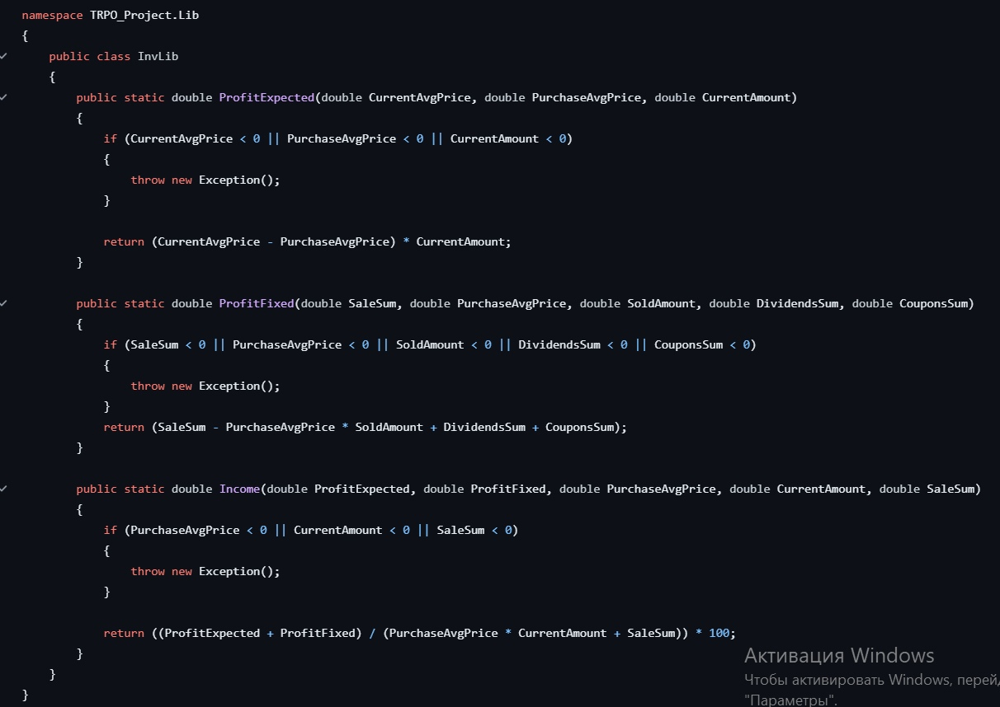 namespace TRPO_Project.Lib
{
public class InvLib
{
public static double ProfitExpected(double CurrentAvgPrice, double PurchaseAvgPrice, double CurrentAmount)
{
if (CurrentAvgPrice < 0 || PurchaseAvgPrice < 0 || CurrentAmount < 0)
{
throw new Exception();
}
return (CurrentAvgPrice - PurchaseAvgPrice) * CurrentAmount;
}
public static double ProfitFixed(double SaleSum, double PurchaseAvgPrice, double SoldAmount, double DividendsSum, double CouponsSum)
{
if (SaleSum < 0 || PurchaseAvgPrice < 0 || SoldAmount < 0 || DividendsSum < 0 || CouponsSum < 0)
{
throw new Exception();
}
return (SaleSum - PurchaseAvgPrice * SoldAmount + DividendsSum + CouponsSum);
}
public static double Income(double ProfitExpected, double ProfitFixed, double PurchaseAvgPrice, double CurrentAmount, double SaleSum)
{
if (PurchaseAvgPrice < 0 || CurrentAmount < 0 || SaleSum < 0)
{
throw new Exception();
}
return ((ProfitExpected + ProfitFixed) / (PurchaseAvgPrice * CurrentAmount + SaleSum)) * 100;
}
}
}
Активация Windows
Чтобы активировать Windows, перей
"Параметры".